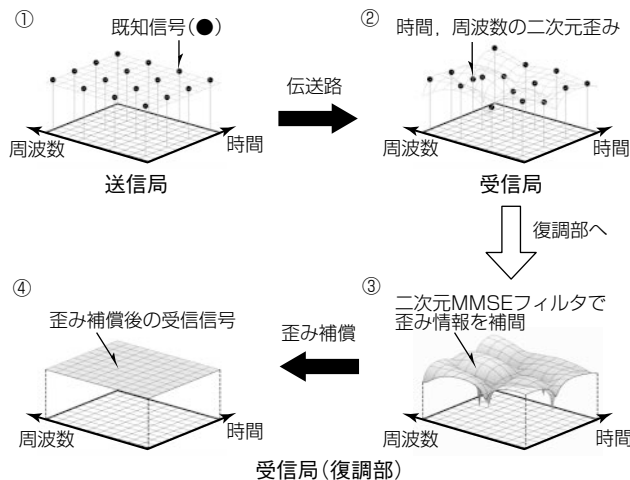 ①
既知信号(●)
周波数
時間
送信局
伝送路
②
時間，周波数の二次元歪み
周波数
時間
受信局
復調部へ
③
二次元MMSEフィルタで
歪み情報を補間
周波数
時間
歪み補償
④
歪み補償後の受信信号
周波数
時間
受信局(復調部)